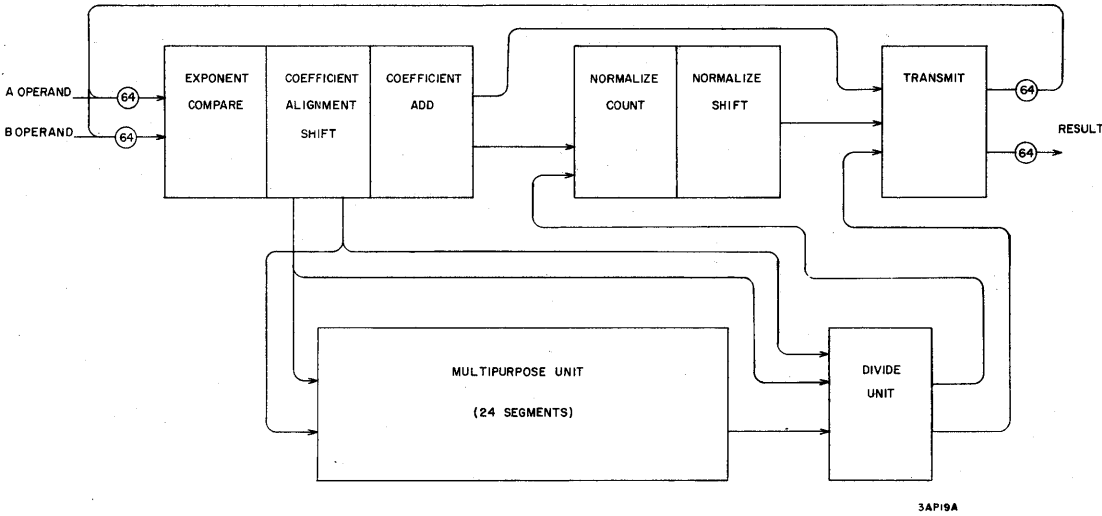 A OPERAND
B OPERAND
64
64
EXPONENT
COMPARE
COEFFICIENT
ALIGNMENT
SHIFT
COEFFICIENT
ADD
NORMALIZE
COUNT
NORMALIZE
SHIFT
TRANSMIT
64
64
RESULT
MULTIPURPOSE UNIT
(24 SEGMENTS)
DIVIDE
UNIT
3AP19A